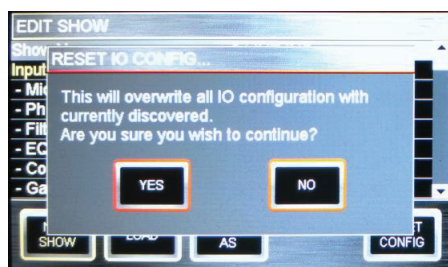 EDIT SHOW
Show
RESET IO CONFIG...
Input
- Mic
This will overwrite all IO configuration with
- Ph
currently discovered.
- Filt
Are you sure you wish to continue?
- EQ
- Co
- Ga
YES
NO
SHOW
LOAD
AS
CONFIG